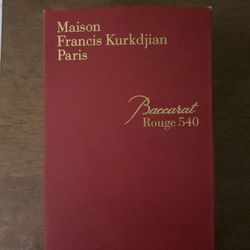 Maison
Francis Kurkdjian
Paris
Baccarat
Rouge 540